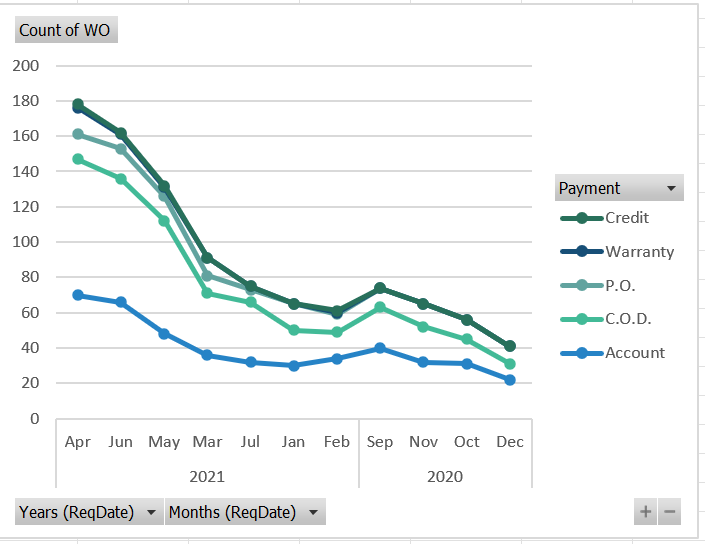 Count of WO
200
180
160
140
120
100
80
60
40
20
0
Apr Jun May Mar Jul Jan Feb Sep Nov Oct Dec
2021 2020
Payment
Credit
Warranty
P.O.
C.O.D.
Account
Years (ReqDate) Months (ReqDate)
+ −